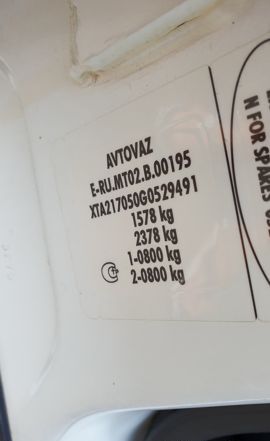 AVTOVAZ
E-RU.MT02.B.00195
XTA217050G0529491
1578 kg
2378 kg
1-0800 kg
2-0800 kg
N FOR SPARES